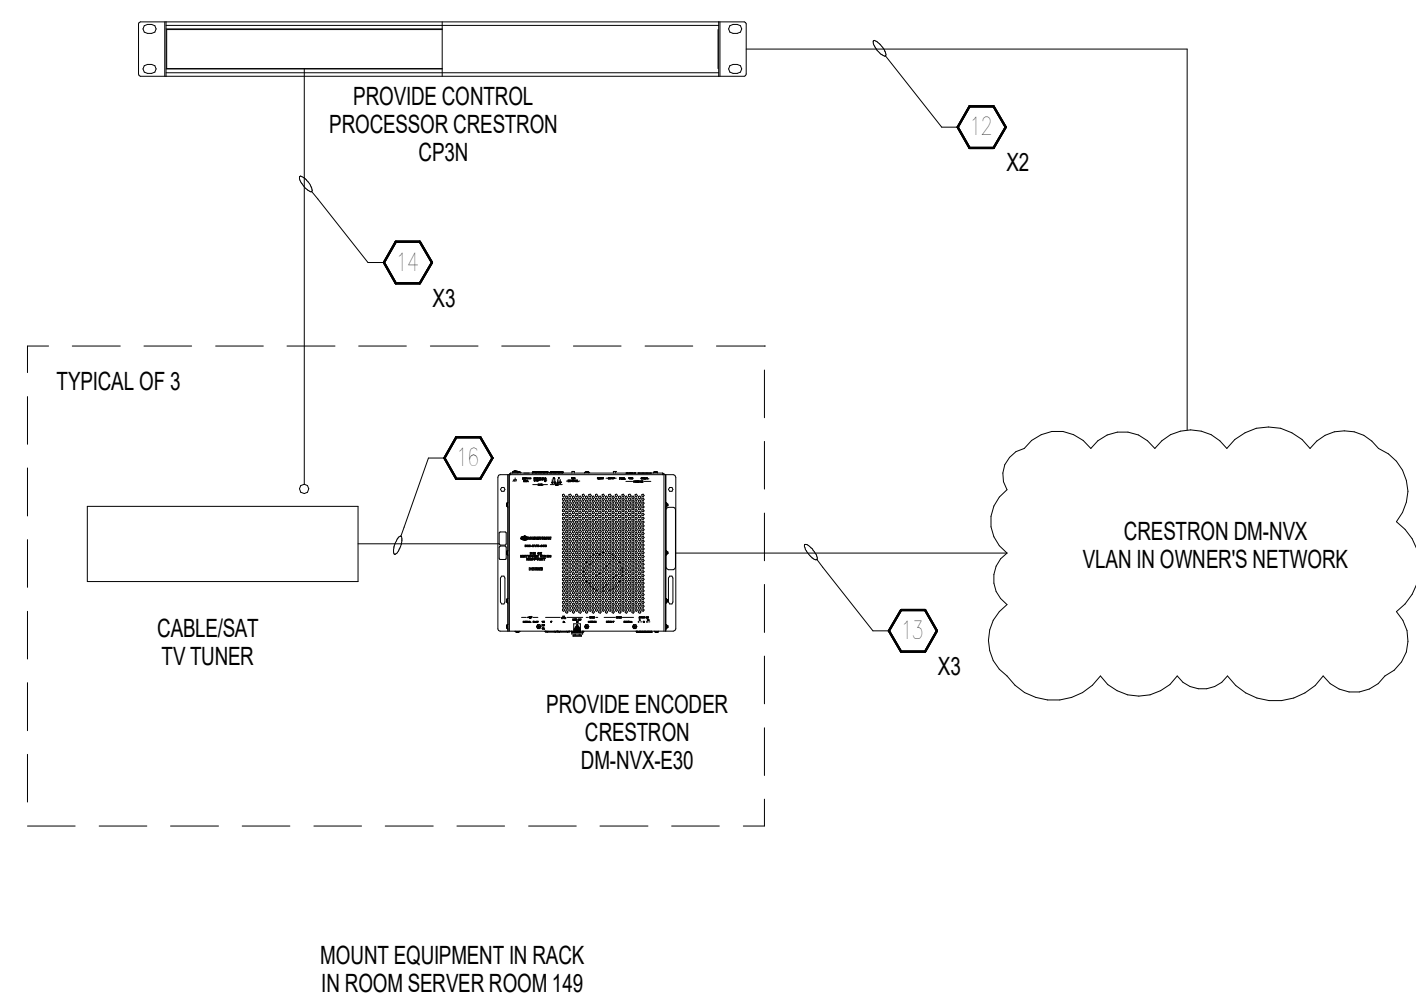 PROVIDE CONTROL
PROCESSOR CRESTRON
CP3N
12
X2
14
X3
TYPICAL OF 3
16
CRESTRON DM-NVX
VLAN IN OWNER'S NETWORK
CABLE/SAT
TV TUNER
13
X3
PROVIDE ENCODER
CRESTRON
DM-NVX-E30
MOUNT EQUIPMENT IN RACK
IN ROOM SERVER ROOM 149